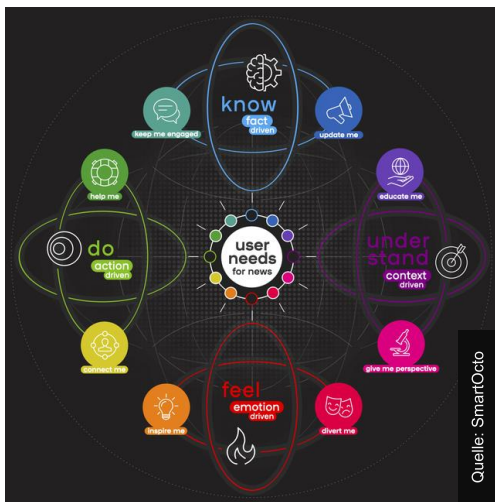 know
fact
driven
keep me engaged
update me
help me
educate me
do
action
driven
user
needs
for news
under
stand
context
driven
connect me
give me perspective
feel
emotion
driven
inspire me
divert me
Quelle: SmartOcto